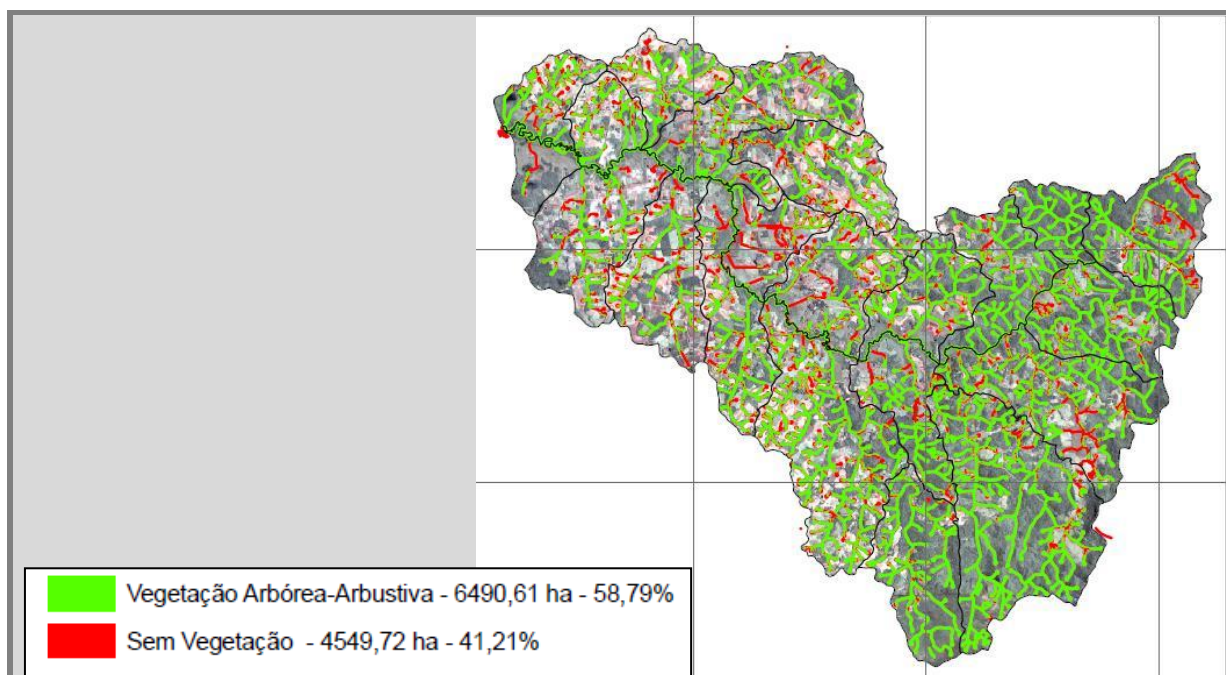 Vegetação Arbórea-Arbustiva - 6490,61 ha - 58,79%
Sem Vegetação - 4549,72 ha - 41,21%